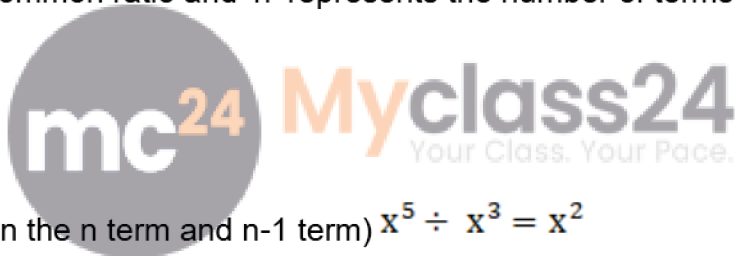 common ratio and 'n' represents the number of terms
mc24 Myclass24
Your Class. Your Pace.
n the n term and n-1 term) x⁵ ÷ x³ = x²